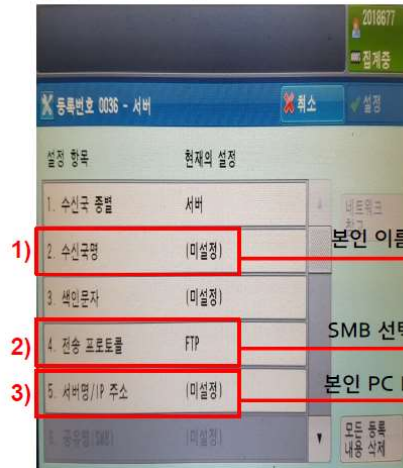 2018677
집계중
등록번호 0036 - 서버
취소
설정
설정 항목 현재의 설정
1. 수신국 종별 서버
1) 2. 수신국명 (미설정)
본인 이름
3. 색인문자 (미설정)
SMB 선택
2) 4. 전송 프로토콜 FTP
본인 PC I
3) 5. 서버명/IP 주소 (미설정)
6. 공유명(SMB) (미설정)
모든 등록
내용 삭제